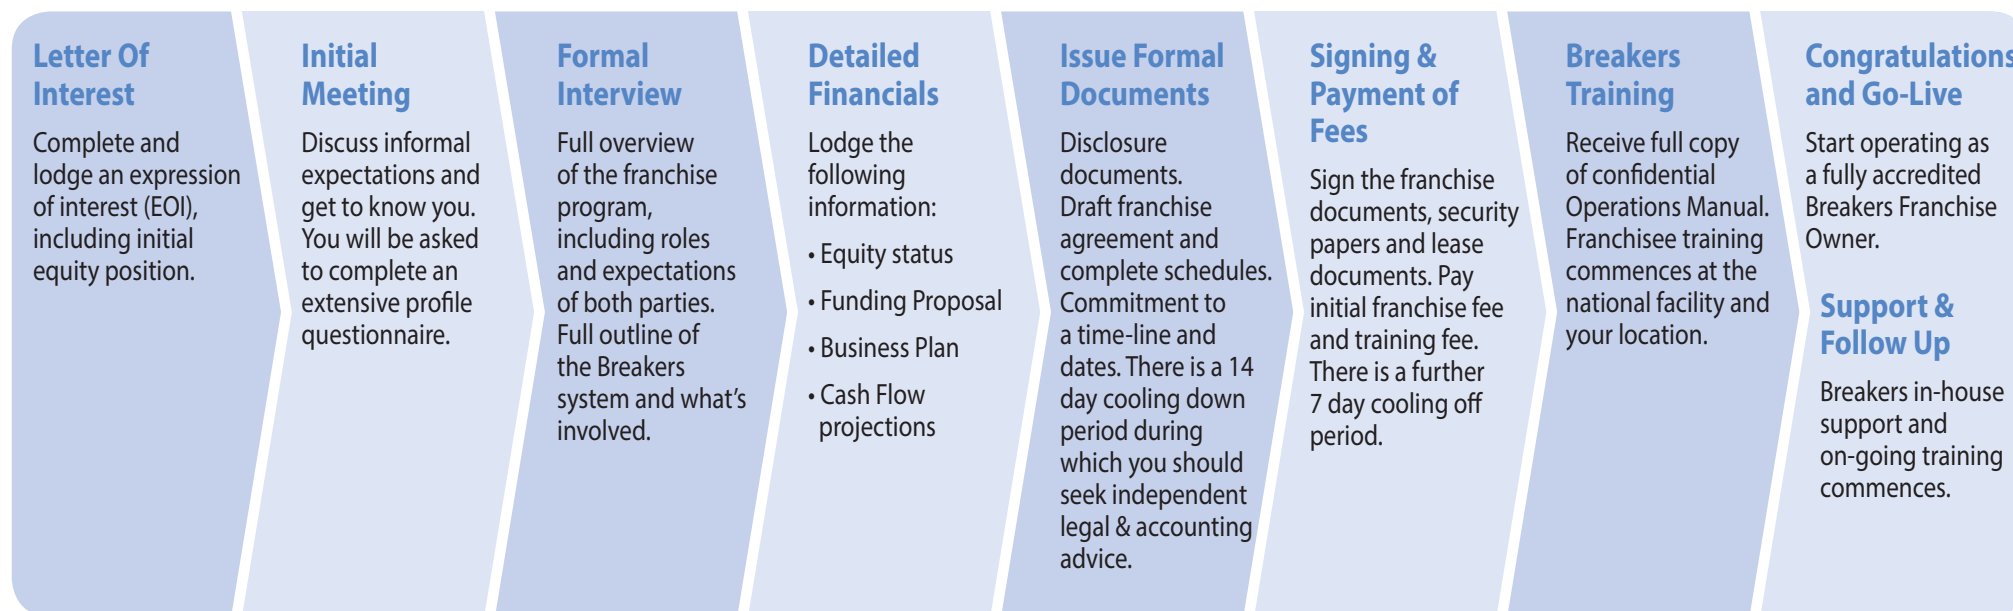 Letter Of
Interest
Complete and
lodge an expression
of interest (EOI),
including initial
equity position.
Initial
Meeting
Discuss informal
expectations and
get to know you.
You will be asked
to complete an
extensive profile
questionnaire.
Formal
Interview
Full overview
of the franchise
program,
including roles
and expectations
of both parties.
Full outline of
the Breakers
system and what’s
involved.
Detailed
Financials
Lodge the
following
information:
• Equity status
• Funding Proposal
• Business Plan
• Cash Flow
projections
Issue Formal
Documents
Disclosure
documents.
Draft franchise
agreement and
complete schedules.
Commitment to
a time-line and
dates. There is a 14
day cooling down
period during
which you should
seek independent
legal & accounting
advice.
Signing &
Payment of
Fees
Sign the franchise
documents, security
papers and lease
documents. Pay
initial franchise fee
and training fee.
There is a further
7 day cooling off
period.
Breakers
Training
Receive full copy
of confidential
Operations Manual.
Franchisee training
commences at the
national facility and
your location.
Congratulations
and Go-Live
Start operating as
a fully accredited
Breakers Franchise
Owner.
Support &
Follow Up
Breakers in-house
support and
on-going training
commences.